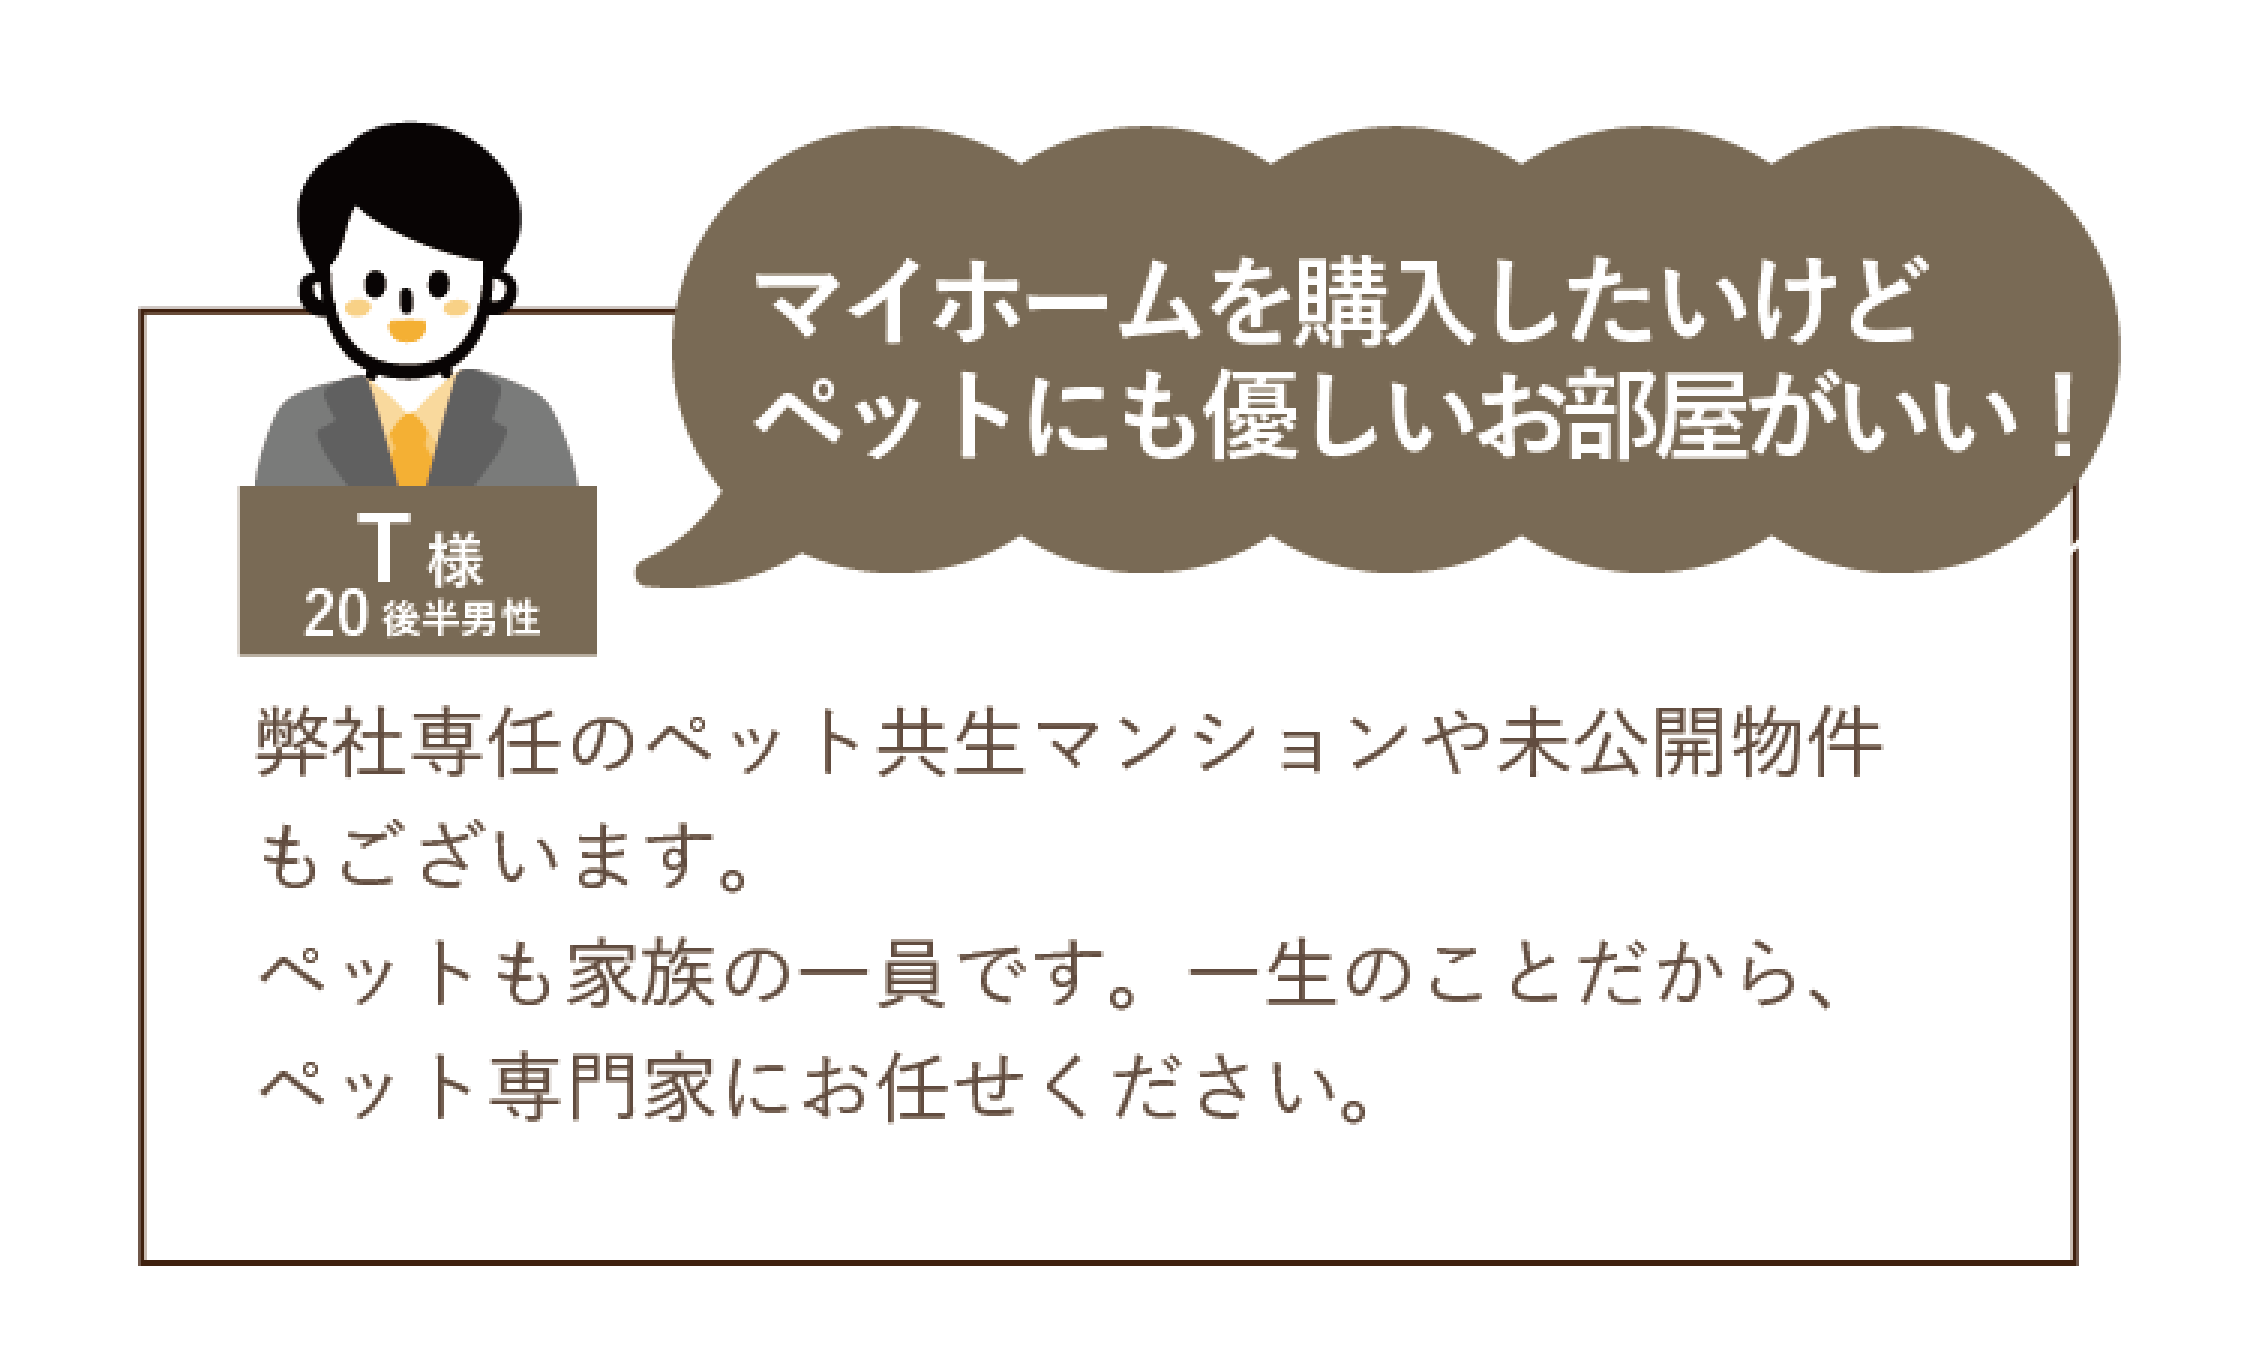 マイホームを購入したいけど
ペットにも優しいお部屋がいい！
T 様
20 後半男性
弊社専任のペット共生マンションや未公開物件
もございます。
ペットも家族の一員です。一生のことだから、
ペット専門家にお任せください。